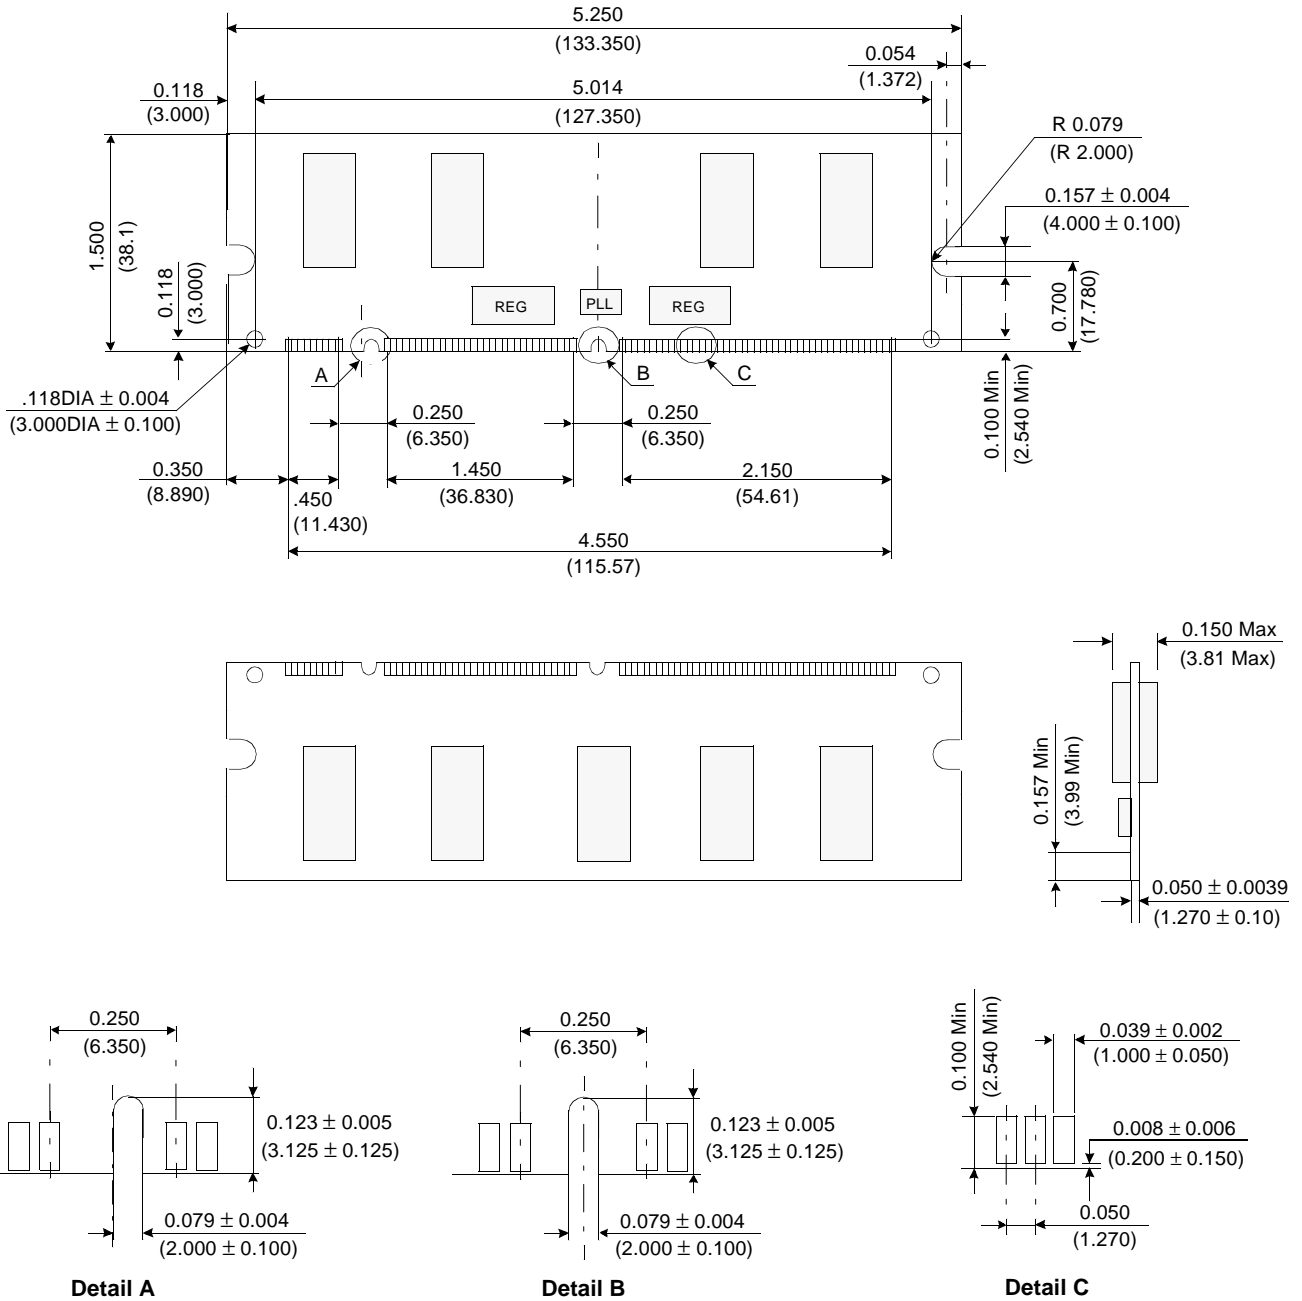 5.250
(133.350)
0.054
(1.372)
0.118
(3.000)
5.014
(127.350)
R 0.079
(R 2.000)
0.157 ± 0.004
(4.000 ± 0.100)
1.500
(38.1)
0.118
(3.000)
0.700
(17.780)
REG
PLL
REG
A
B
C
.118DIA ± 0.004
(3.000DIA ± 0.100)
0.250
(6.350)
0.250
(6.350)
0.100 Min
(2.540 Min)
0.350
(8.890)
.450
(11.430)
1.450
(36.830)
2.150
(54.61)
4.550
(115.57)
0.150 Max
(3.81 Max)
0.157 Min
(3.99 Min)
0.050 ± 0.0039
(1.270 ± 0.10)
0.250
(6.350)
0.123 ± 0.005
(3.125 ± 0.125)
0.079 ± 0.004
(2.000 ± 0.100)
Detail A
0.250
(6.350)
0.123 ± 0.005
(3.125 ± 0.125)
0.079 ± 0.004
(2.000 ± 0.100)
Detail B
0.100 Min
(2.540 Min)
0.039 ± 0.002
(1.000 ± 0.050)
0.008 ± 0.006
(0.200 ± 0.150)
0.050
(1.270)
Detail C